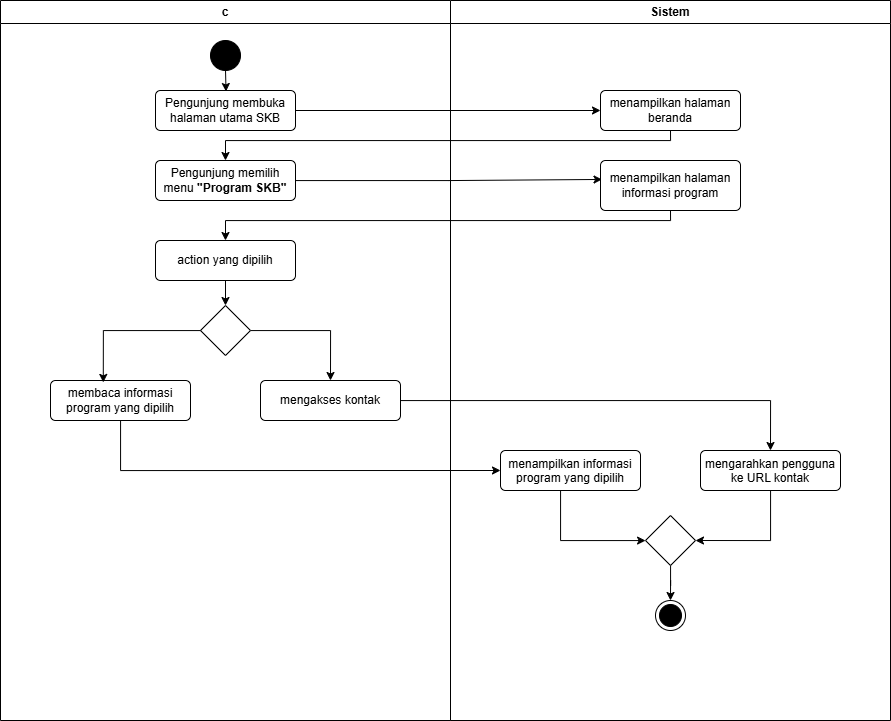 c
Sistem
Pengunjung membuka
halaman utama SKB
menampilkan halaman
beranda
Pengunjung memilih
menu "Program SKB"
menampilkan halaman
informasi program
action yang dipilih
membaca informasi
program yang dipilih
mengakses kontak
menampilkan informasi
program yang dipilih
mengarahkan pengguna
ke URL kontak